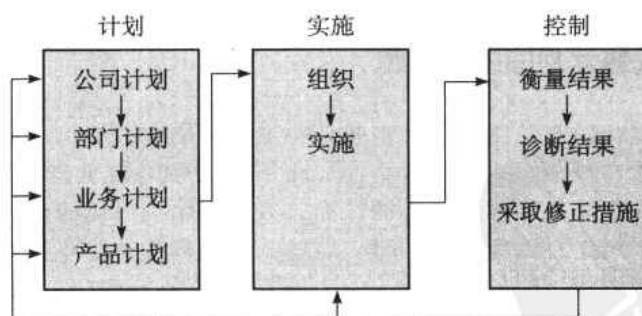 计划
公司计划
部门计划
业务计划
产品计划
实施
组织
实施
控制
衡量结果
诊断结果
采取修正措施